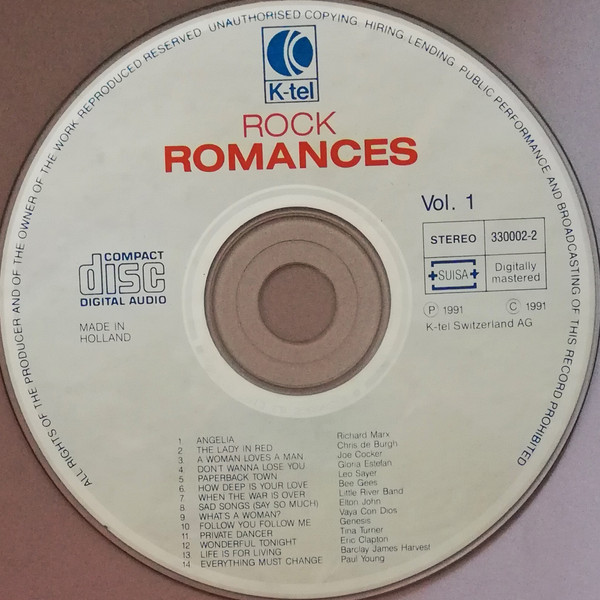 ALL RIGHTS OF THE PRODUCER AND OF THE OWNER OF THE WORK REPRODUCED RESERVED UNAUTHORISED COPYING, HIRING, LENDING, PUBLIC PERFORMANCE AND BROADCASTING OF THIS RECORD PROHIBITED
K-tel
ROCK
ROMANCES
Vol. 1
STEREO 330002-2
SUISA Digitally mastered
Ⓟ 1991 Ⓒ 1991
K-tel Switzerland AG
COMPACT
disc
DIGITAL AUDIO
MADE IN
HOLLAND
1 ANGELIA Richard Marx
2 THE LADY IN RED Chris de Burgh
3 A WOMAN LOVES A MAN Joe Cocker
4 DON'T WANNA LOSE YOU Gloria Estefan
5 PAPERBACK TOWN Leo Sayer
6 HOW DEEP IS YOUR LOVE Bee Gees
7 WHEN THE WAR IS OVER Little River Band
8 SAD SONGS (SAY SO MUCH) Elton John
9 WHAT'S A WOMAN? Vaya Con Dios
10 FOLLOW YOU FOLLOW ME Genesis
11 PRIVATE DANCER Tina Turner
12 WONDERFUL TONIGHT Eric Clapton
13 LIFE IS FOR LIVING Barclay James Harvest
14 EVERYTHING MUST CHANGE Paul Young